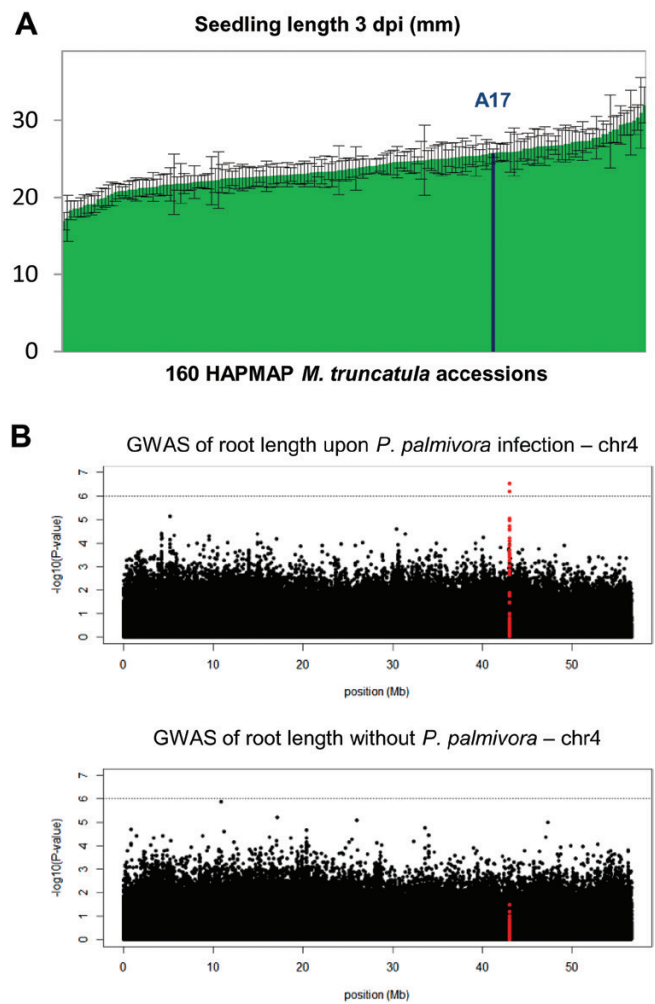 A
Seedling length 3 dpi (mm)
A17
30
20
10
0
160 HAPMAP M. truncatula accessions
B
GWAS of root length upon P. palmivora infection – chr4
7
6
5
4
3
2
1
0
-log10(P-value)
0 10 20 30 40 50
position (Mb)
GWAS of root length without P. palmivora – chr4
7
6
5
4
3
2
1
0
-log10(P-value)
0 10 20 30 40 50
position (Mb)